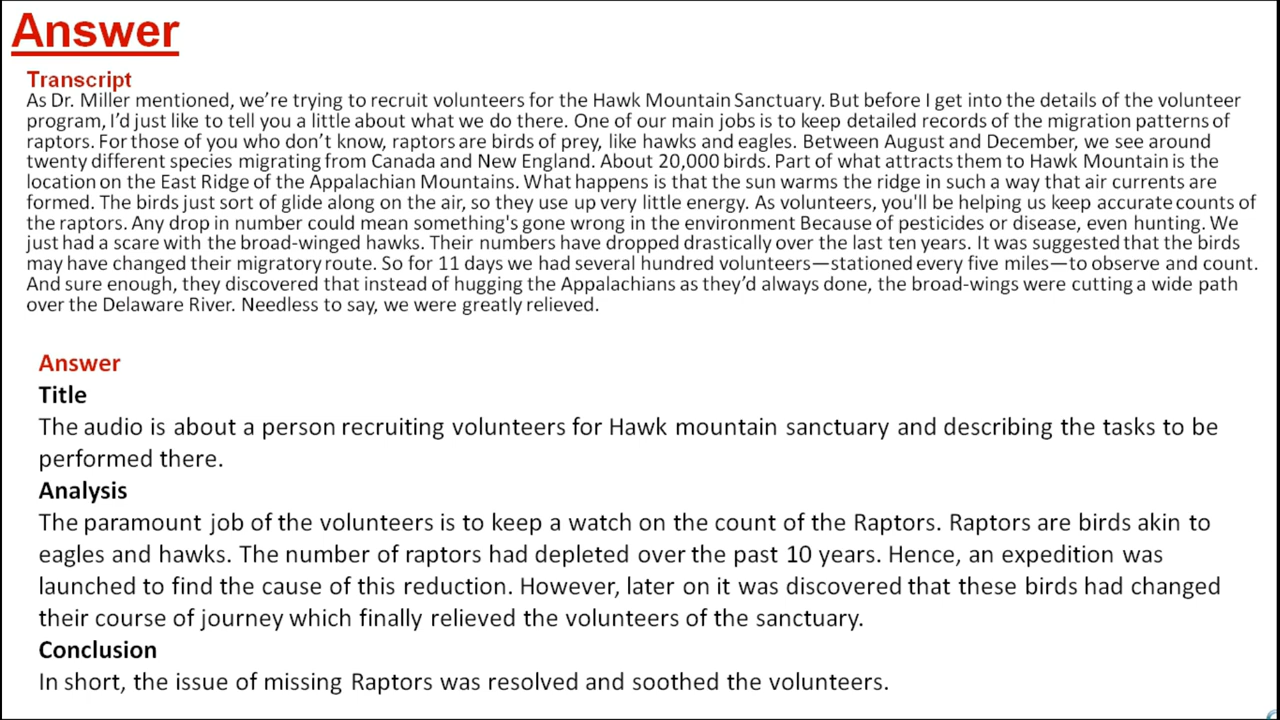 Answer
Transcript
As Dr. Miller mentioned, we’re trying to recruit volunteers for the Hawk Mountain Sanctuary. But before I get into the details of the volunteer
program, I’d just like to tell you a little about what we do there. One of our main jobs is to keep detailed records of the migration patterns of
raptors. For those of you who don’t know, raptors are birds of prey, like hawks and eagles. Between August and December, we see around
twenty different species migrating from Canada and New England. About 20,000 birds. Part of what attracts them to Hawk Mountain is the
location on the East Ridge of the Appalachian Mountains. What happens is that the sun warms the ridge in such a way that air currents are
formed. The birds just sort of glide along on the air, so they use up very little energy. As volunteers, you'll be helping us keep accurate counts of
the raptors. Any drop in number could mean something's gone wrong in the environment Because of pesticides or disease, even hunting. We
just had a scare with the broad-winged hawks. Their numbers have dropped drastically over the last ten years. It was suggested that the birds
may have changed their migratory route. So for 11 days we had several hundred volunteers—stationed every five miles—to observe and count.
And sure enough, they discovered that instead of hugging the Appalachians as they’d always done, the broad-wings were cutting a wide path
over the Delaware River. Needless to say, we were greatly relieved.
Answer
Title
The audio is about a person recruiting volunteers for Hawk mountain sanctuary and describing the tasks to be
performed there.
Analysis
The paramount job of the volunteers is to keep a watch on the count of the Raptors. Raptors are birds akin to
eagles and hawks. The number of raptors had depleted over the past 10 years. Hence, an expedition was
launched to find the cause of this reduction. However, later on it was discovered that these birds had changed
their course of journey which finally relieved the volunteers of the sanctuary.
Conclusion
In short, the issue of missing Raptors was resolved and soothed the volunteers.